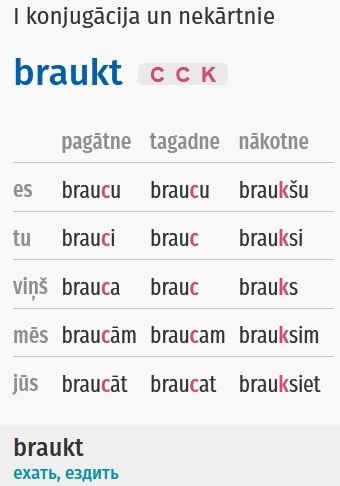 I konjugācija un nekārtnie
braukt c c k
pagātne tagadne nākotne
es braucu braucu braukšu
tu brauci brauc brauksi
viņš brauca brauc brauks
mēs braucām braucam brauksim
jūs braucāt braucat brauksiet
braukt
ехать, ездить